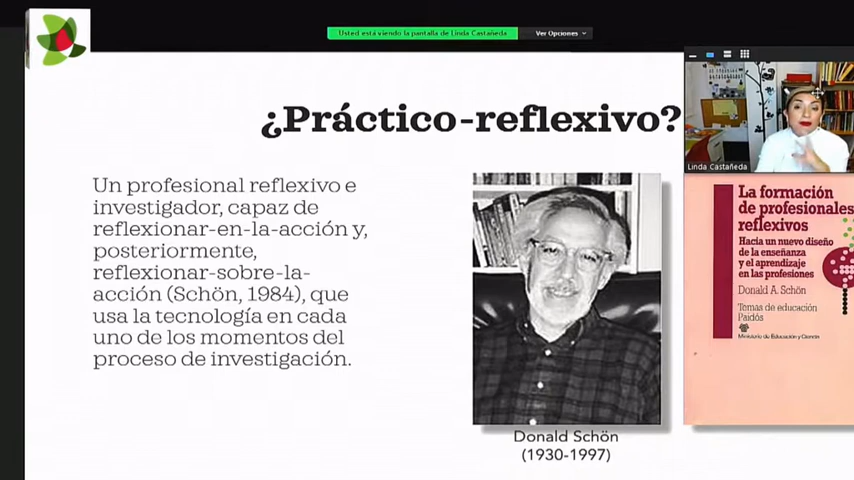 Usted está viendo la pantalla de Linda Castañeda
Ver Opciones
¿Práctico-reflexivo?
Linda Castañeda
Un profesional reflexivo e
investigador, capaz de
reflexionar-en-la-acción y,
posteriormente,
reflexionar-sobre-la-
acción (Schön, 1984), que
usa la tecnología en cada
uno de los momentos del
proceso de investigación.
Donald Schön
(1930-1997)
La formación
de profesionales
reflexivos
Hacia un nuevo diseño
de la enseñanza
y el aprendizaje
en las profesiones
Donald A. Schön
Temas de educación
Paidós
Ministerio de Educación y Ciencia